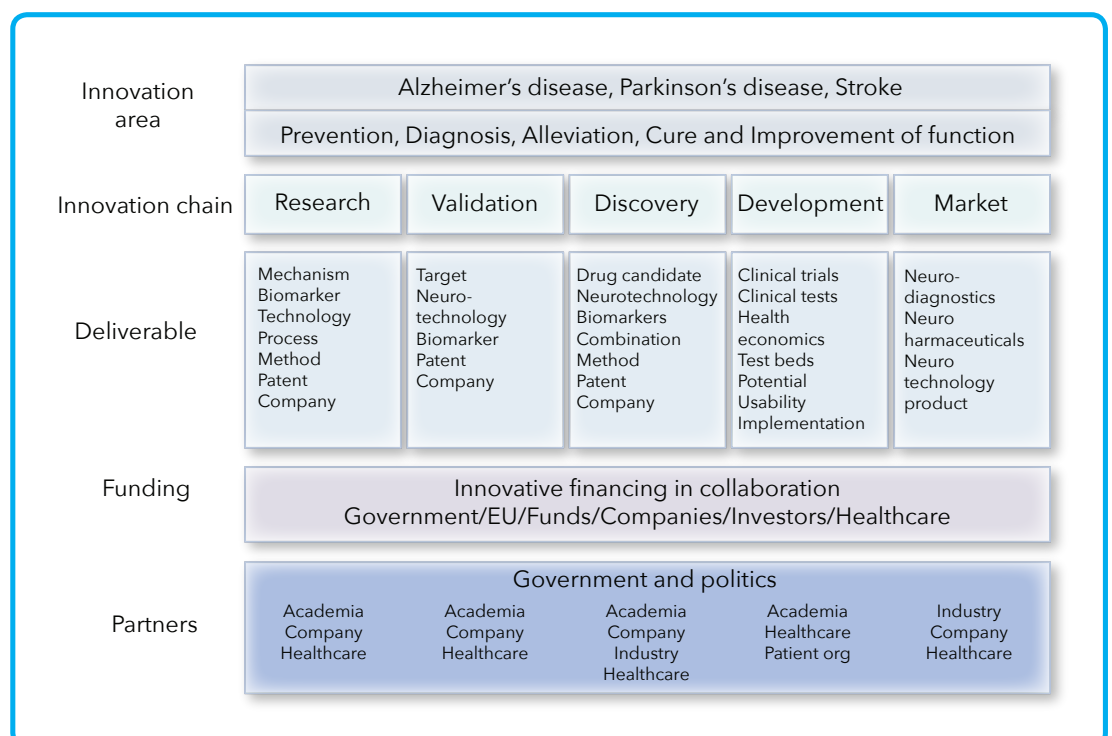 Innovation
area
Alzheimer's disease, Parkinson's disease, Stroke
Prevention, Diagnosis, Alleviation, Cure and Improvement of function
Innovation chain
Research
Validation
Discovery
Development
Market
Deliverable
Mechanism
Biomarker
Technology
Process
Method
Patent
Company
Target
Neuro-
technology
Biomarker
Patent
Company
Drug candidate
Neurotechnology
Biomarkers
Combination
Method
Patent
Company
Clinical trials
Clinical tests
Health
economics
Test beds
Potential
Usability
Implementation
Neuro-
diagnostics
Neuro
harmaceuticals
Neuro
technology
product
Funding
Innovative financing in collaboration
Government/EU/Funds/Companies/Investors/Healthcare
Partners
Government and politics
Academia
Company
Healthcare
Academia
Company
Healthcare
Academia
Company
Industry
Healthcare
Academia
Healthcare
Patient org
Industry
Company
Healthcare